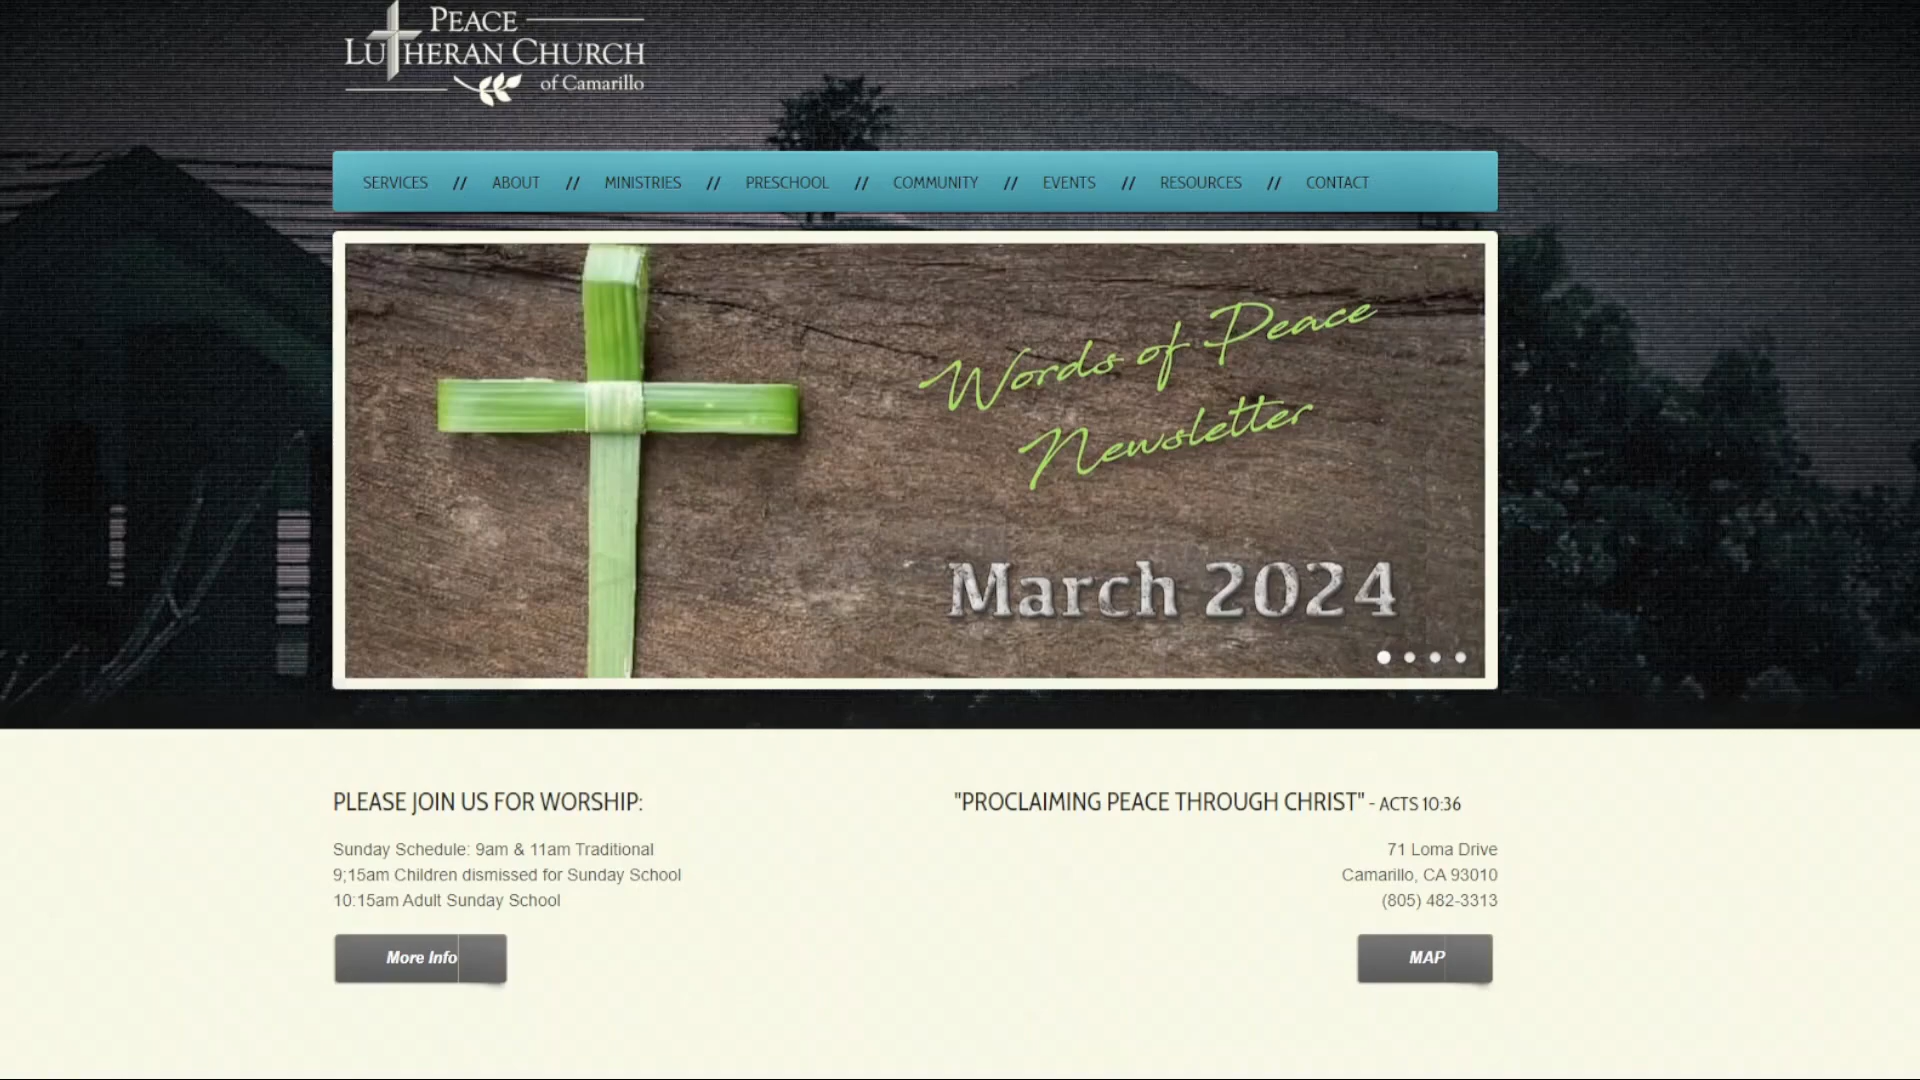 PEACE
LUTHERAN CHURCH
of Camarillo
SERVICES // ABOUT // MINISTRIES // PRESCHOOL // COMMUNITY // EVENTS // RESOURCES // CONTACT
Words of Peace
Newsletter
March 2024
PLEASE JOIN US FOR WORSHIP:
Sunday Schedule: 9am & 11am Traditional
9;15am Children dismissed for Sunday School
10:15am Adult Sunday School
More Info
"PROCLAIMING PEACE THROUGH CHRIST" - ACTS 10:36
71 Loma Drive
Camarillo, CA 93010
(805) 482-3313
MAP